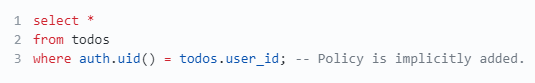 1 select *
2 from todos
3 where auth.uid() = todos.user_id; -- Policy is implicitly added.